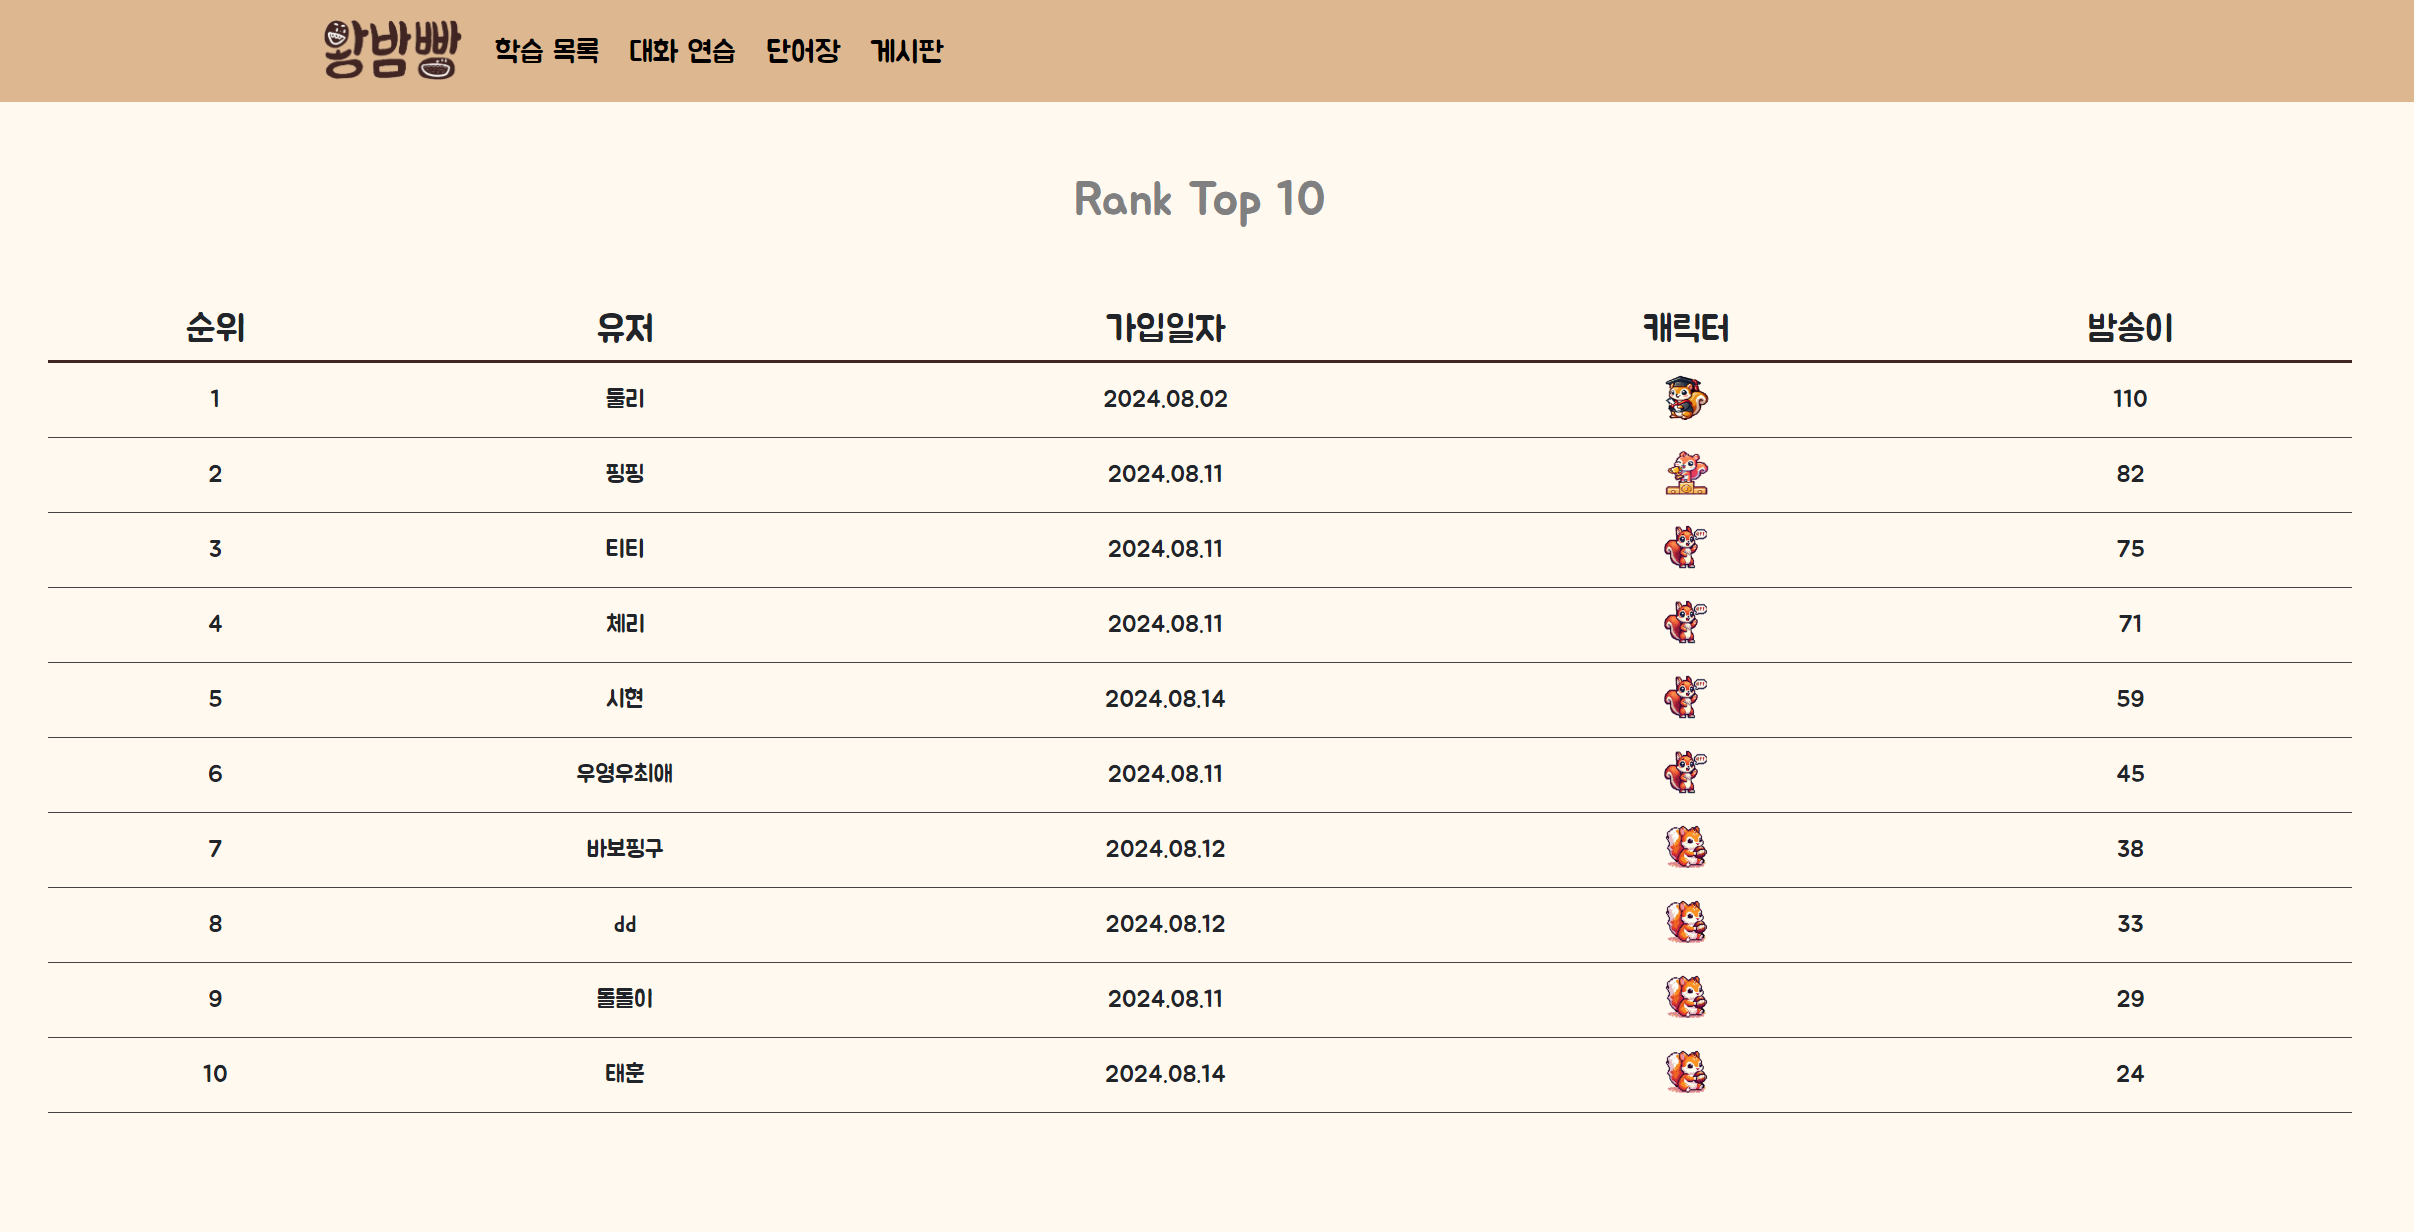 왕밤빵 학습 목록 대화 연습 단어장 게시판
Rank Top 10
순위 유저 가입일자 캐릭터 밤송이
1 둘리 2024.08.02 110
2 핑핑 2024.08.11 82
3 티티 2024.08.11 75
4 체리 2024.08.11 71
5 시현 2024.08.14 59
6 우영우최애 2024.08.11 45
7 바보핑구 2024.08.12 38
8 dd 2024.08.12 33
9 돌돌이 2024.08.11 29
10 태훈 2024.08.14 24